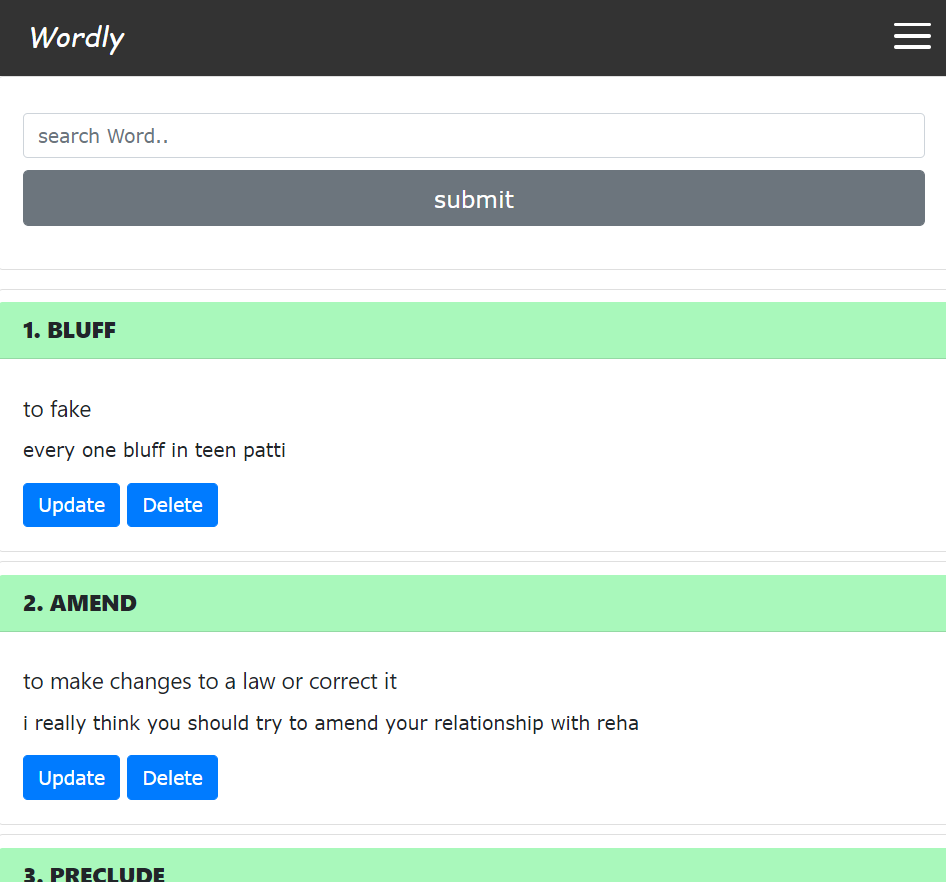 Wordly
search Word..
submit
1. BLUFF
to fake
every one bluff in teen patti
Update Delete
2. AMEND
to make changes to a law or correct it
i really think you should try to amend your relationship with reha
Update Delete
3. PRECLUDE